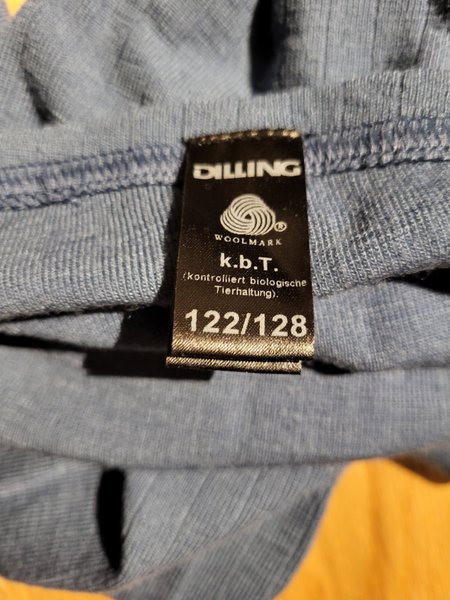 DILLING
®
WOOLMARK
k.b.T.
(kontrolliert biologische
Tierhaltung).
122/128